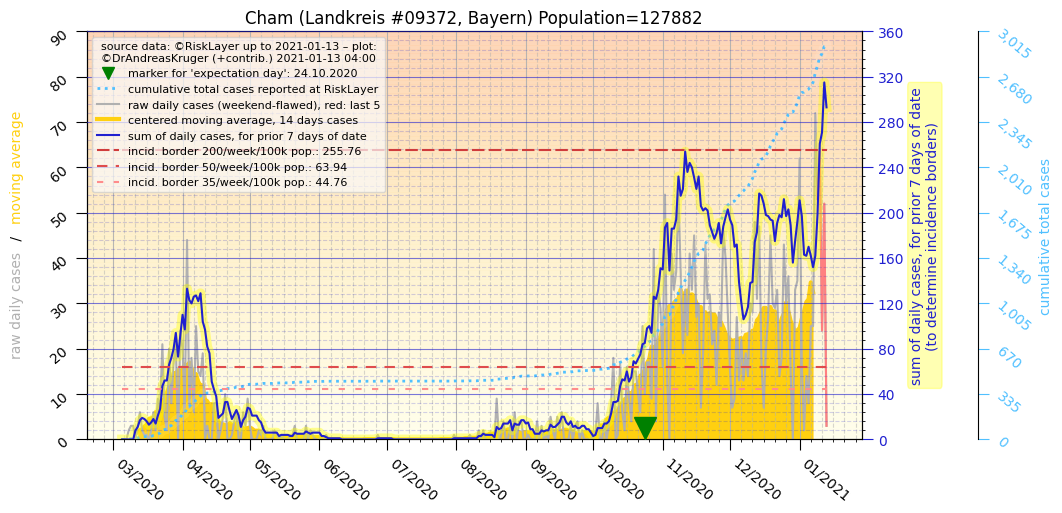 Cham (Landkreis #09372, Bayern) Population=127882
source data: ©RiskLayer up to 2021-01-13 – plot:
©DrAndreasKruger (+contrib.) 2021-01-13 04:00
marker for 'expectation day': 24.10.2020
cumulative total cases reported at RiskLayer
raw daily cases (weekend-flawed), red: last 5
centered moving average, 14 days cases
sum of daily cases, for prior 7 days of date
incid. border 200/week/100k pop.: 255.76
incid. border 50/week/100k pop.: 63.94
incid. border 35/week/100k pop.: 44.76
raw daily cases / moving average
90
80
70
60
50
40
30
20
10
0
03/2020
04/2020
05/2020
06/2020
07/2020
08/2020
09/2020
10/2020
11/2020
12/2020
01/2021
360
320
280
240
200
160
120
80
40
0
sum of daily cases, for prior 7 days of date
(to determine incidence borders)
3,015
2,680
2,345
2,010
1,675
1,340
1,005
670
335
0
cumulative total cases